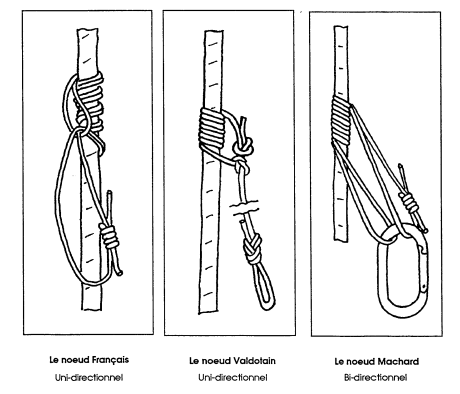 Le noeud Français
Uni-directionnel
Le noeud Valdotain
Uni-directionnel
Le noeud Machard
Bi-directionnel